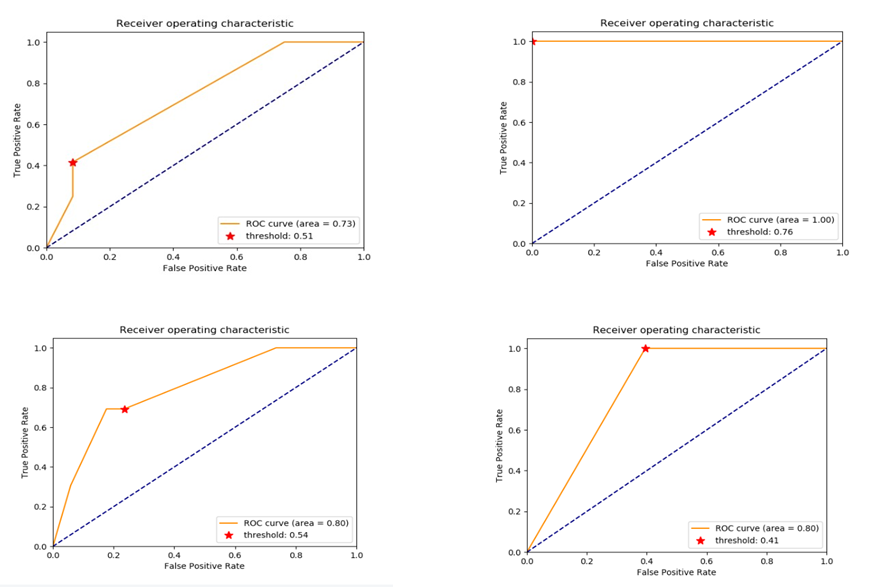 Receiver operating characteristic
1.0
0.8
0.6
0.4
0.2
0.0
True Positive Rate
ROC curve (area = 0.73)
threshold: 0.51
0.0 0.2 0.4 0.6 0.8 1.0
False Positive Rate
Receiver operating characteristic
1.0
0.8
0.6
0.4
0.2
0.0
True Positive Rate
ROC curve (area = 1.00)
threshold: 0.76
0.0 0.2 0.4 0.6 0.8 1.0
False Positive Rate
Receiver operating characteristic
1.0
0.8
0.6
0.4
0.2
0.0
True Positive Rate
ROC curve (area = 0.80)
threshold: 0.54
0.0 0.2 0.4 0.6 0.8 1.0
False Positive Rate
Receiver operating characteristic
1.0
0.8
0.6
0.4
0.2
0.0
True Positive Rate
ROC curve (area = 0.80)
threshold: 0.41
0.0 0.2 0.4 0.6 0.8 1.0
False Positive Rate